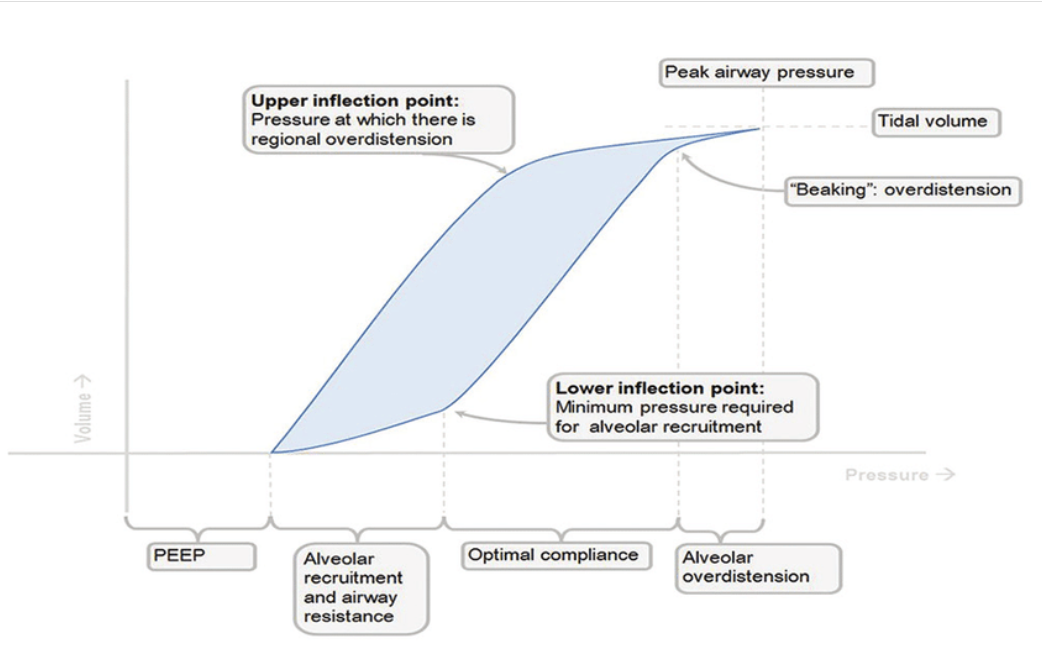 Peak airway pressure
Upper inflection point:
Pressure at which there is
regional overdistension
Tidal volume
“Beaking”: overdistension
Lower inflection point:
Minimum pressure required
for alveolar recruitment
Volume →
Pressure →
PEEP
Alveolar
recruitment
and airway
resistance
Optimal compliance
Alveolar
overdistension